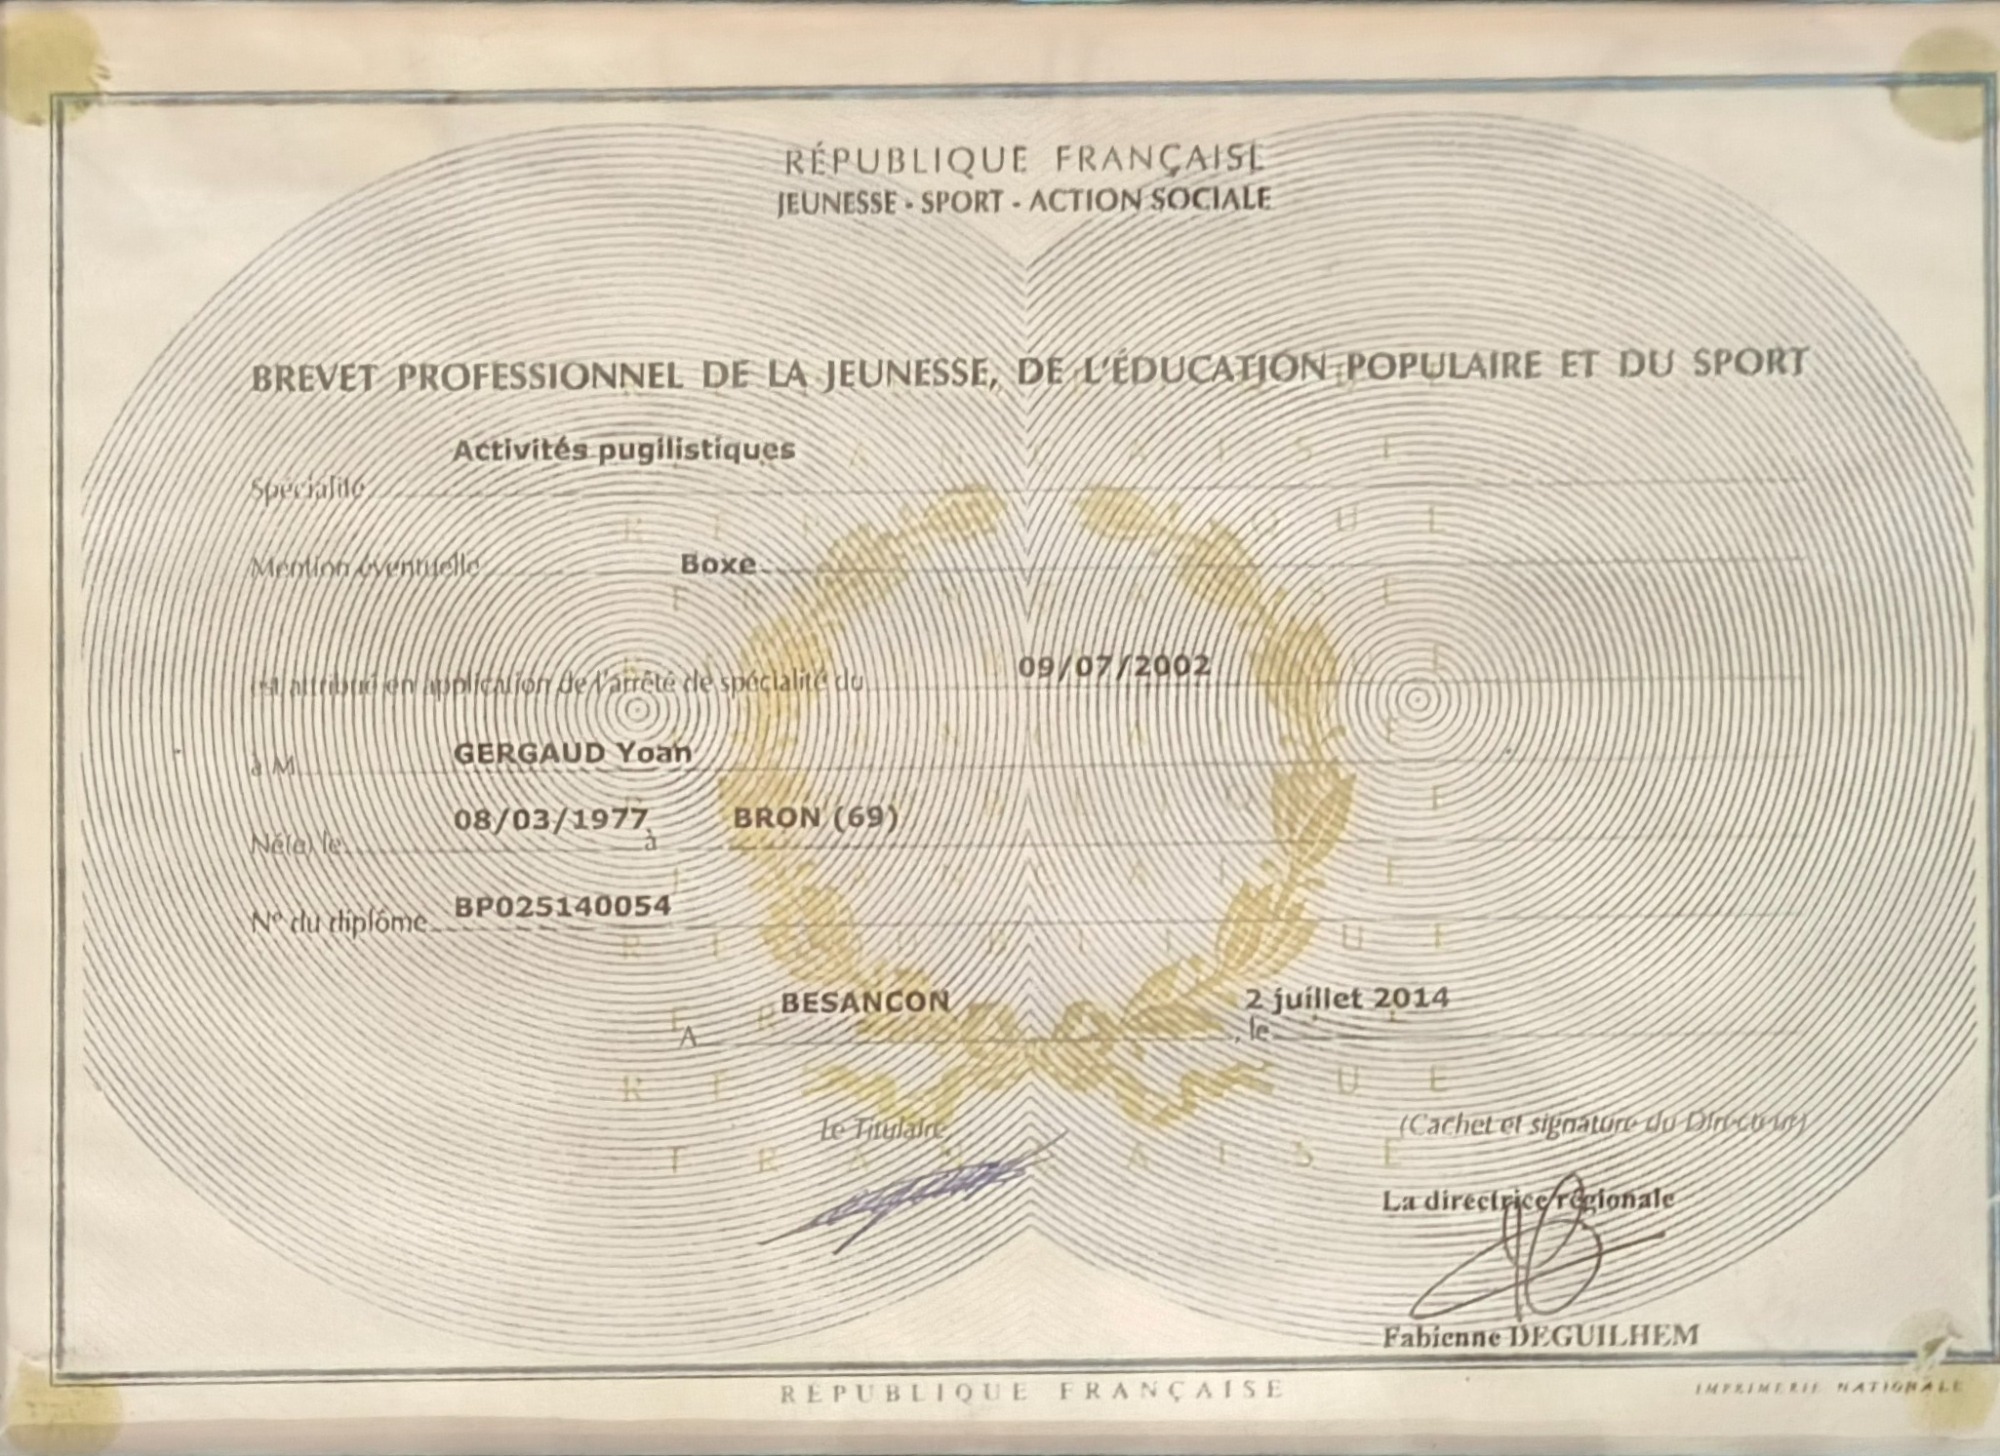 RÉPUBLIQUE FRANÇAISE
JEUNESSE - SPORT - ACTION SOCIALE
BREVET PROFESSIONNEL DE LA JEUNESSE, DE L'ÉDUCATION POPULAIRE ET DU SPORT
Spécialité Activités pugilistiques
Mention éventuelle Boxe
est attribué en application de l'arrêté de spécialité du 09/07/2002
à M. GERGAUD Yoan
Né(e) le 08/03/1977 à BRON (69)
N° du diplôme BP025140054
A BESANCON , le 2 juillet 2014
Le Titulaire
(Cachet et signature du Directeur)
La directrice régionale
Fabienne DEGUILHEM
RÉPUBLIQUE FRANÇAISE
IMPRIMERIE NATIONALE